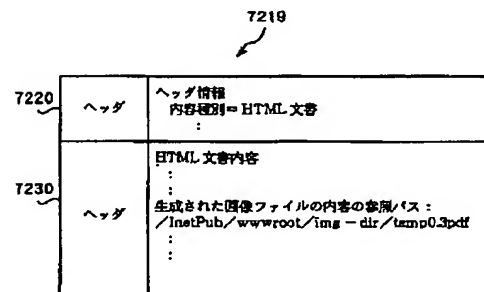 7219
7220
ヘッダ
ヘッダ情報
内容種別=HTML文書
:
7230
ヘッダ
HTML文書内容
:
:
生成された画像ファイルの内容の参照パス:
/InetPub/wwwroot/img-dir/temp0.3pdf
:
: